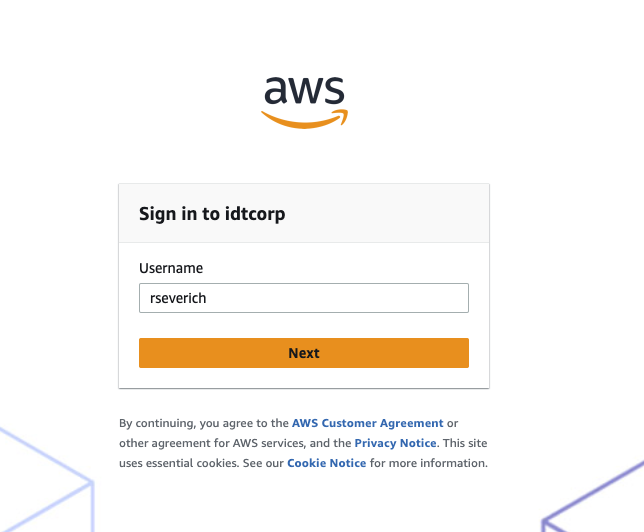 aws
Sign in to idtcorp
Username
rseverich
Next
By continuing, you agree to the AWS Customer Agreement or
other agreement for AWS services, and the Privacy Notice. This site
uses essential cookies. See our Cookie Notice for more information.